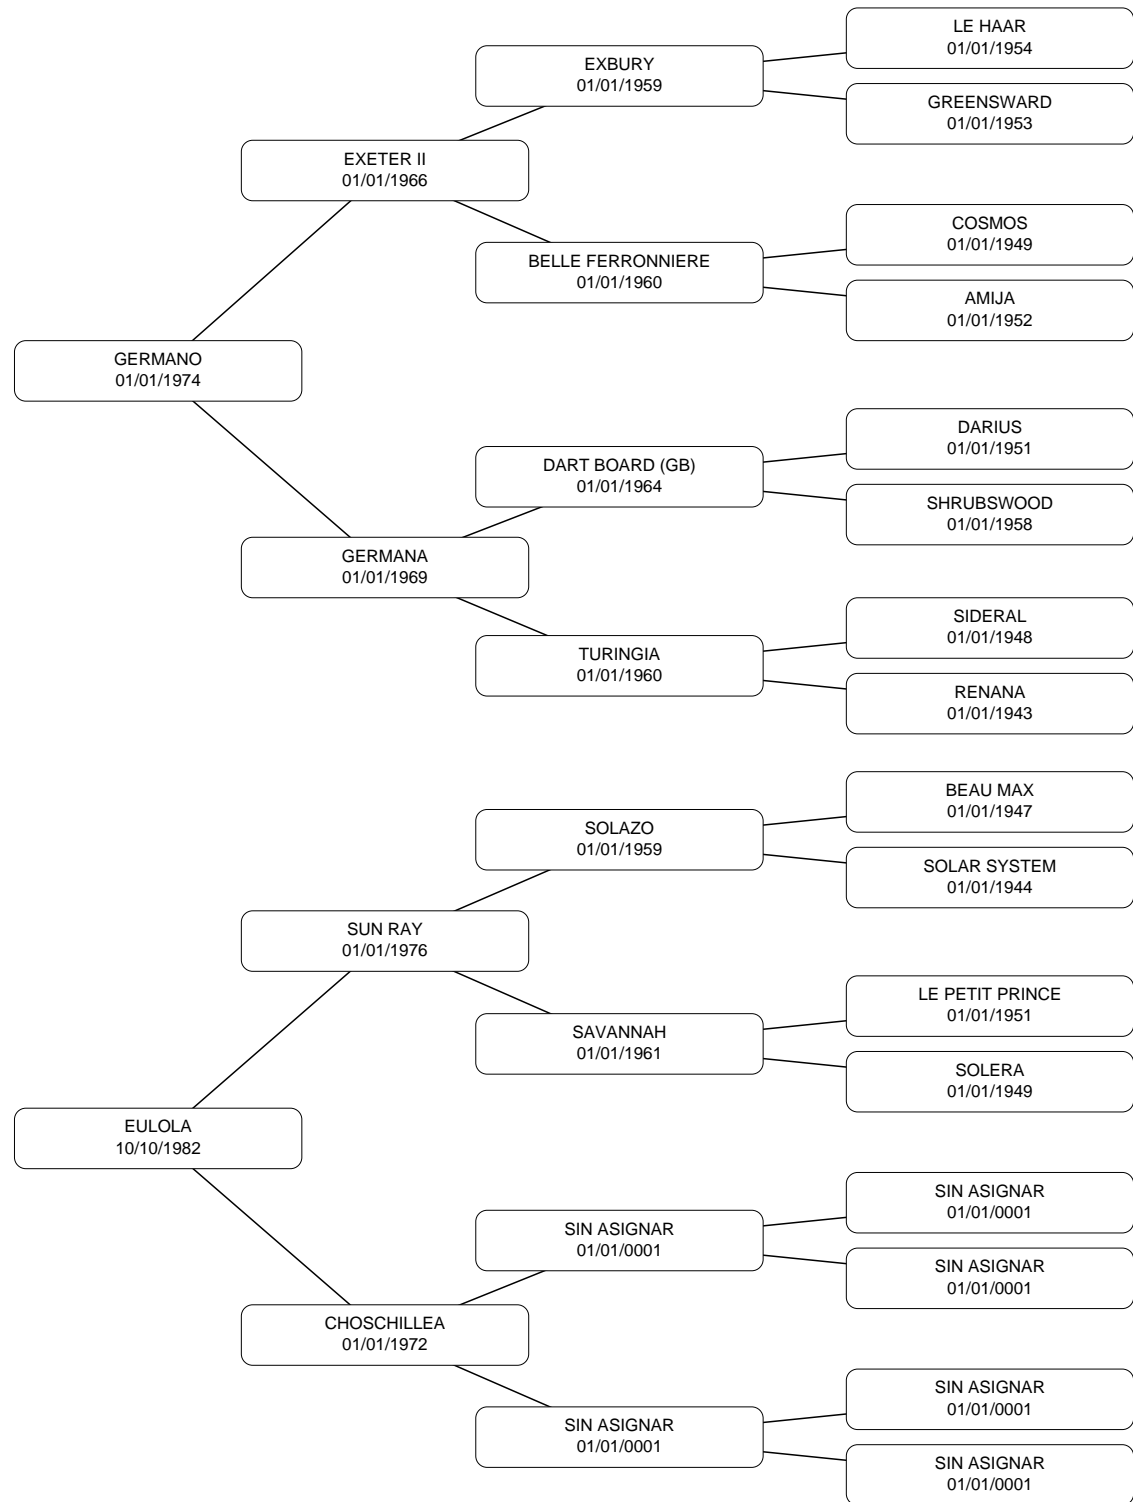 LE HAAR
01/01/1954
EXBURY
01/01/1959
GREENSWARD
01/01/1953
EXETER II
01/01/1966
COSMOS
01/01/1949
BELLE FERRONNIERE
01/01/1960
AMIJA
01/01/1952
GERMANO
01/01/1974
DARIUS
01/01/1951
DART BOARD (GB)
01/01/1964
SHRUBSWOOD
01/01/1958
GERMANA
01/01/1969
SIDERAL
01/01/1948
TURINGIA
01/01/1960
RENANA
01/01/1943
BEAU MAX
01/01/1947
SOLAZO
01/01/1959
SOLAR SYSTEM
01/01/1944
SUN RAY
01/01/1976
LE PETIT PRINCE
01/01/1951
SAVANNAH
01/01/1961
SOLERA
01/01/1949
EULOLA
10/10/1982
SIN ASIGNAR
01/01/0001
SIN ASIGNAR
01/01/0001
SIN ASIGNAR
01/01/0001
CHOSCHILLEA
01/01/1972
SIN ASIGNAR
01/01/0001
SIN ASIGNAR
01/01/0001
SIN ASIGNAR
01/01/0001